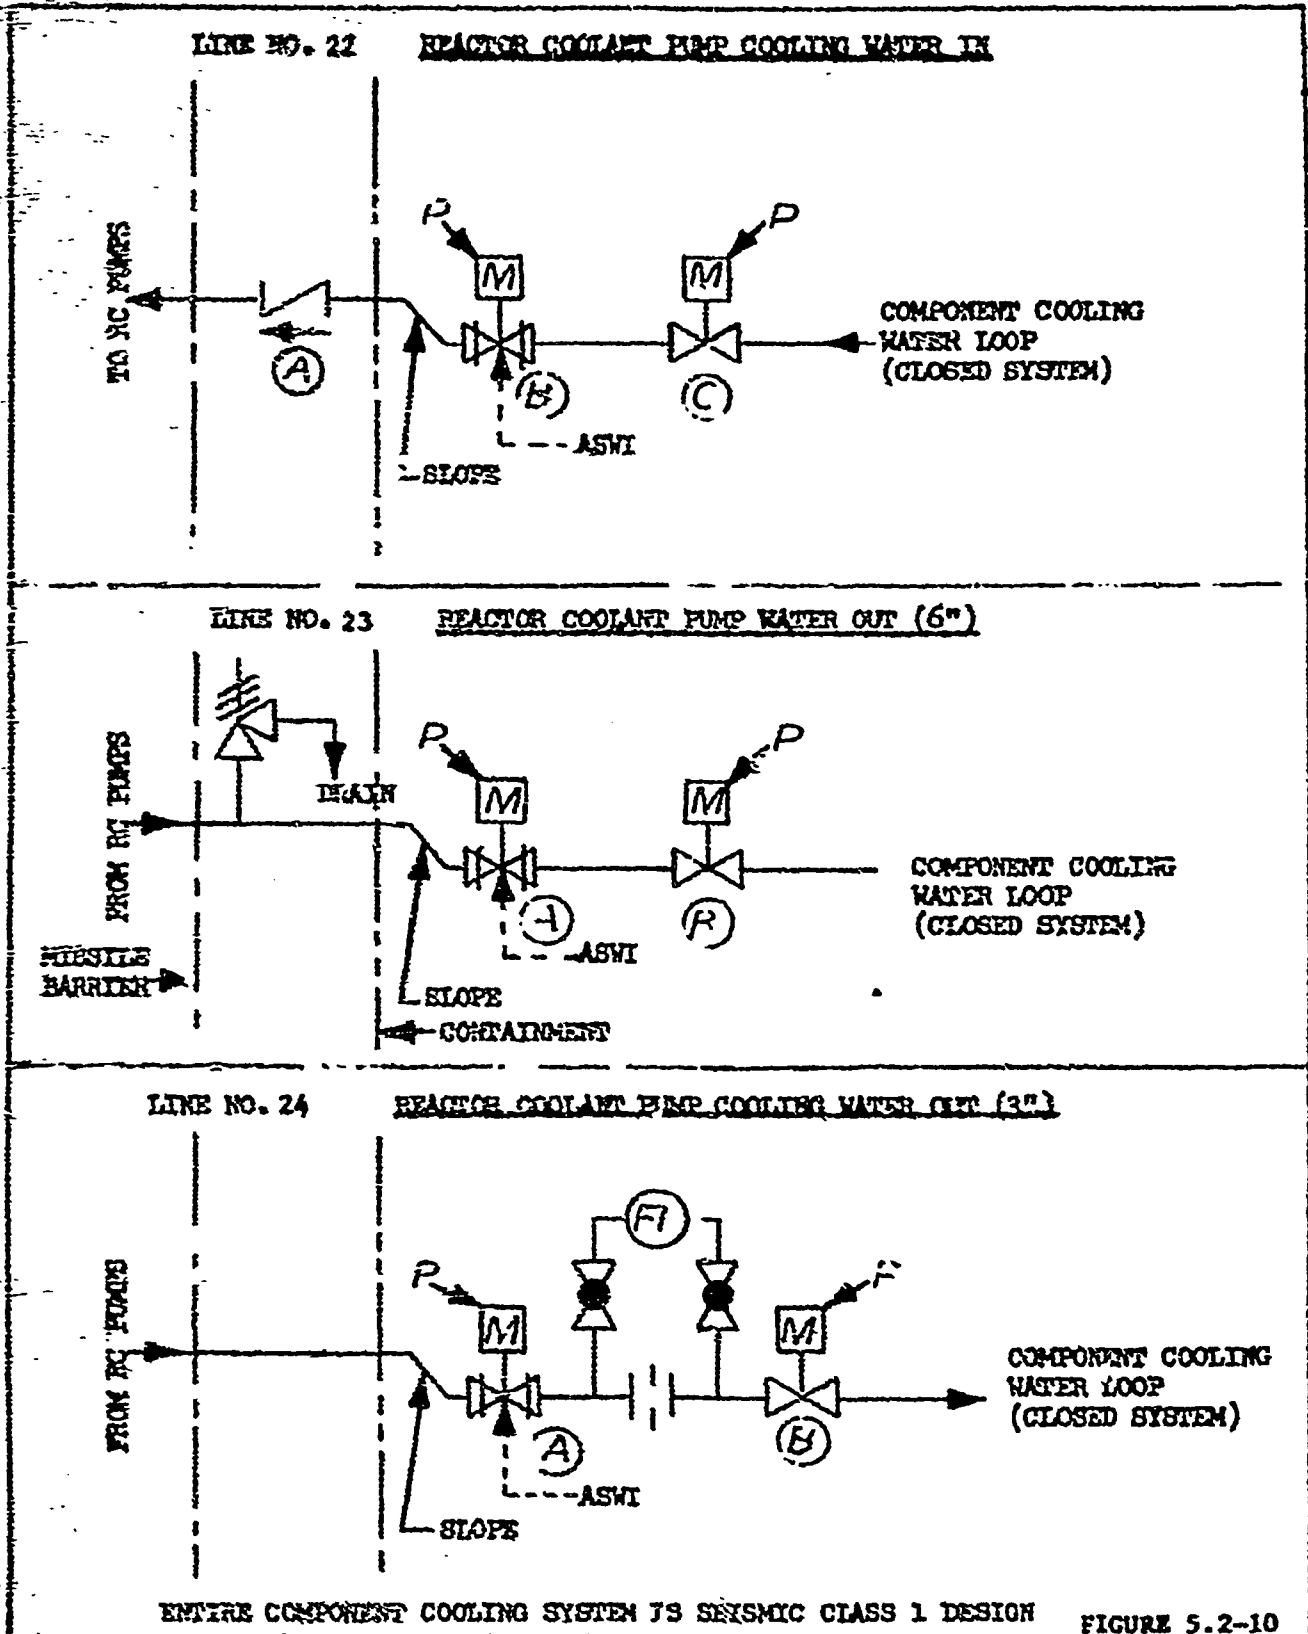 LINE NO. 22 REACTOR COOLANT PUMP COOLING WATER IN
P P
M M
TO RC PUMPS
COMPONENT COOLING
WATER LOOP
(CLOSED SYSTEM)
A B C
ASWI
SLOPE
LINE NO. 23 REACTOR COOLANT PUMP WATER OUT (6")
P P
M M
DRAIN
FROM RC PUMPS
COMPONENT COOLING
WATER LOOP
(CLOSED SYSTEM)
A
ASWI
MISSILE
BARRIER
SLOPE
CONTAINMENT
LINE NO. 24 REACTOR COOLANT PUMP COOLING WATER OUT (3")
FI
P P
M M
FROM RC PUMPS
COMPONENT COOLING
WATER LOOP
(CLOSED SYSTEM)
A B
ASWI
SLOPE
ENTIRE COMPONENT COOLING SYSTEM IS SEISMIC CLASS 1 DESIGN
FIGURE 5.2-10